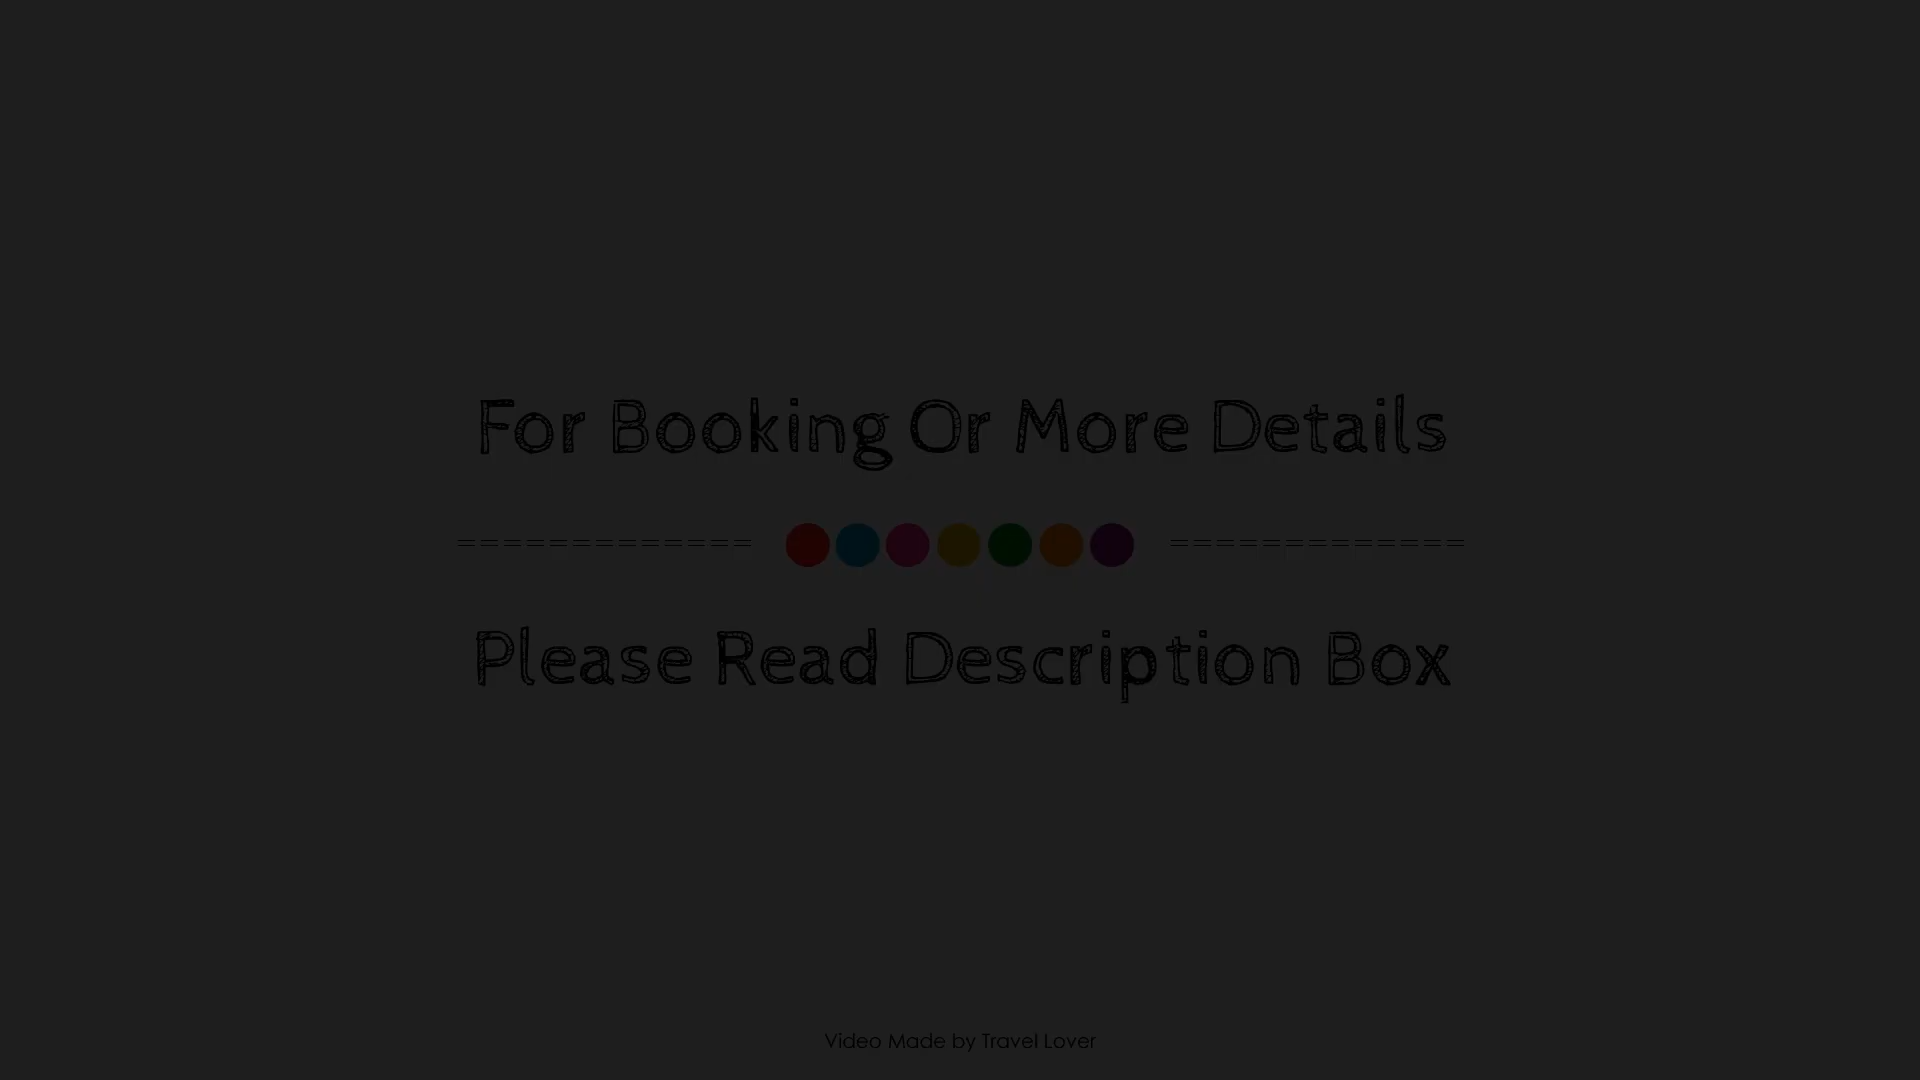 For Booking Or More Details
============= =============
Please Read Description Box
Video Made by Travel Lover